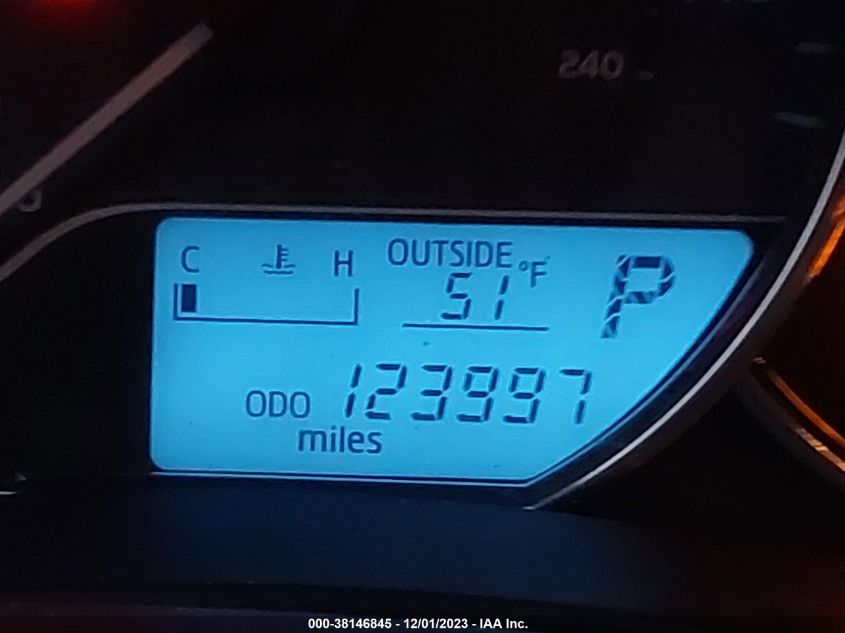 240
C H OUTSIDE °F P
51
ODO 123997
miles
000-38146845 - 12/01/2023 - IAA Inc.